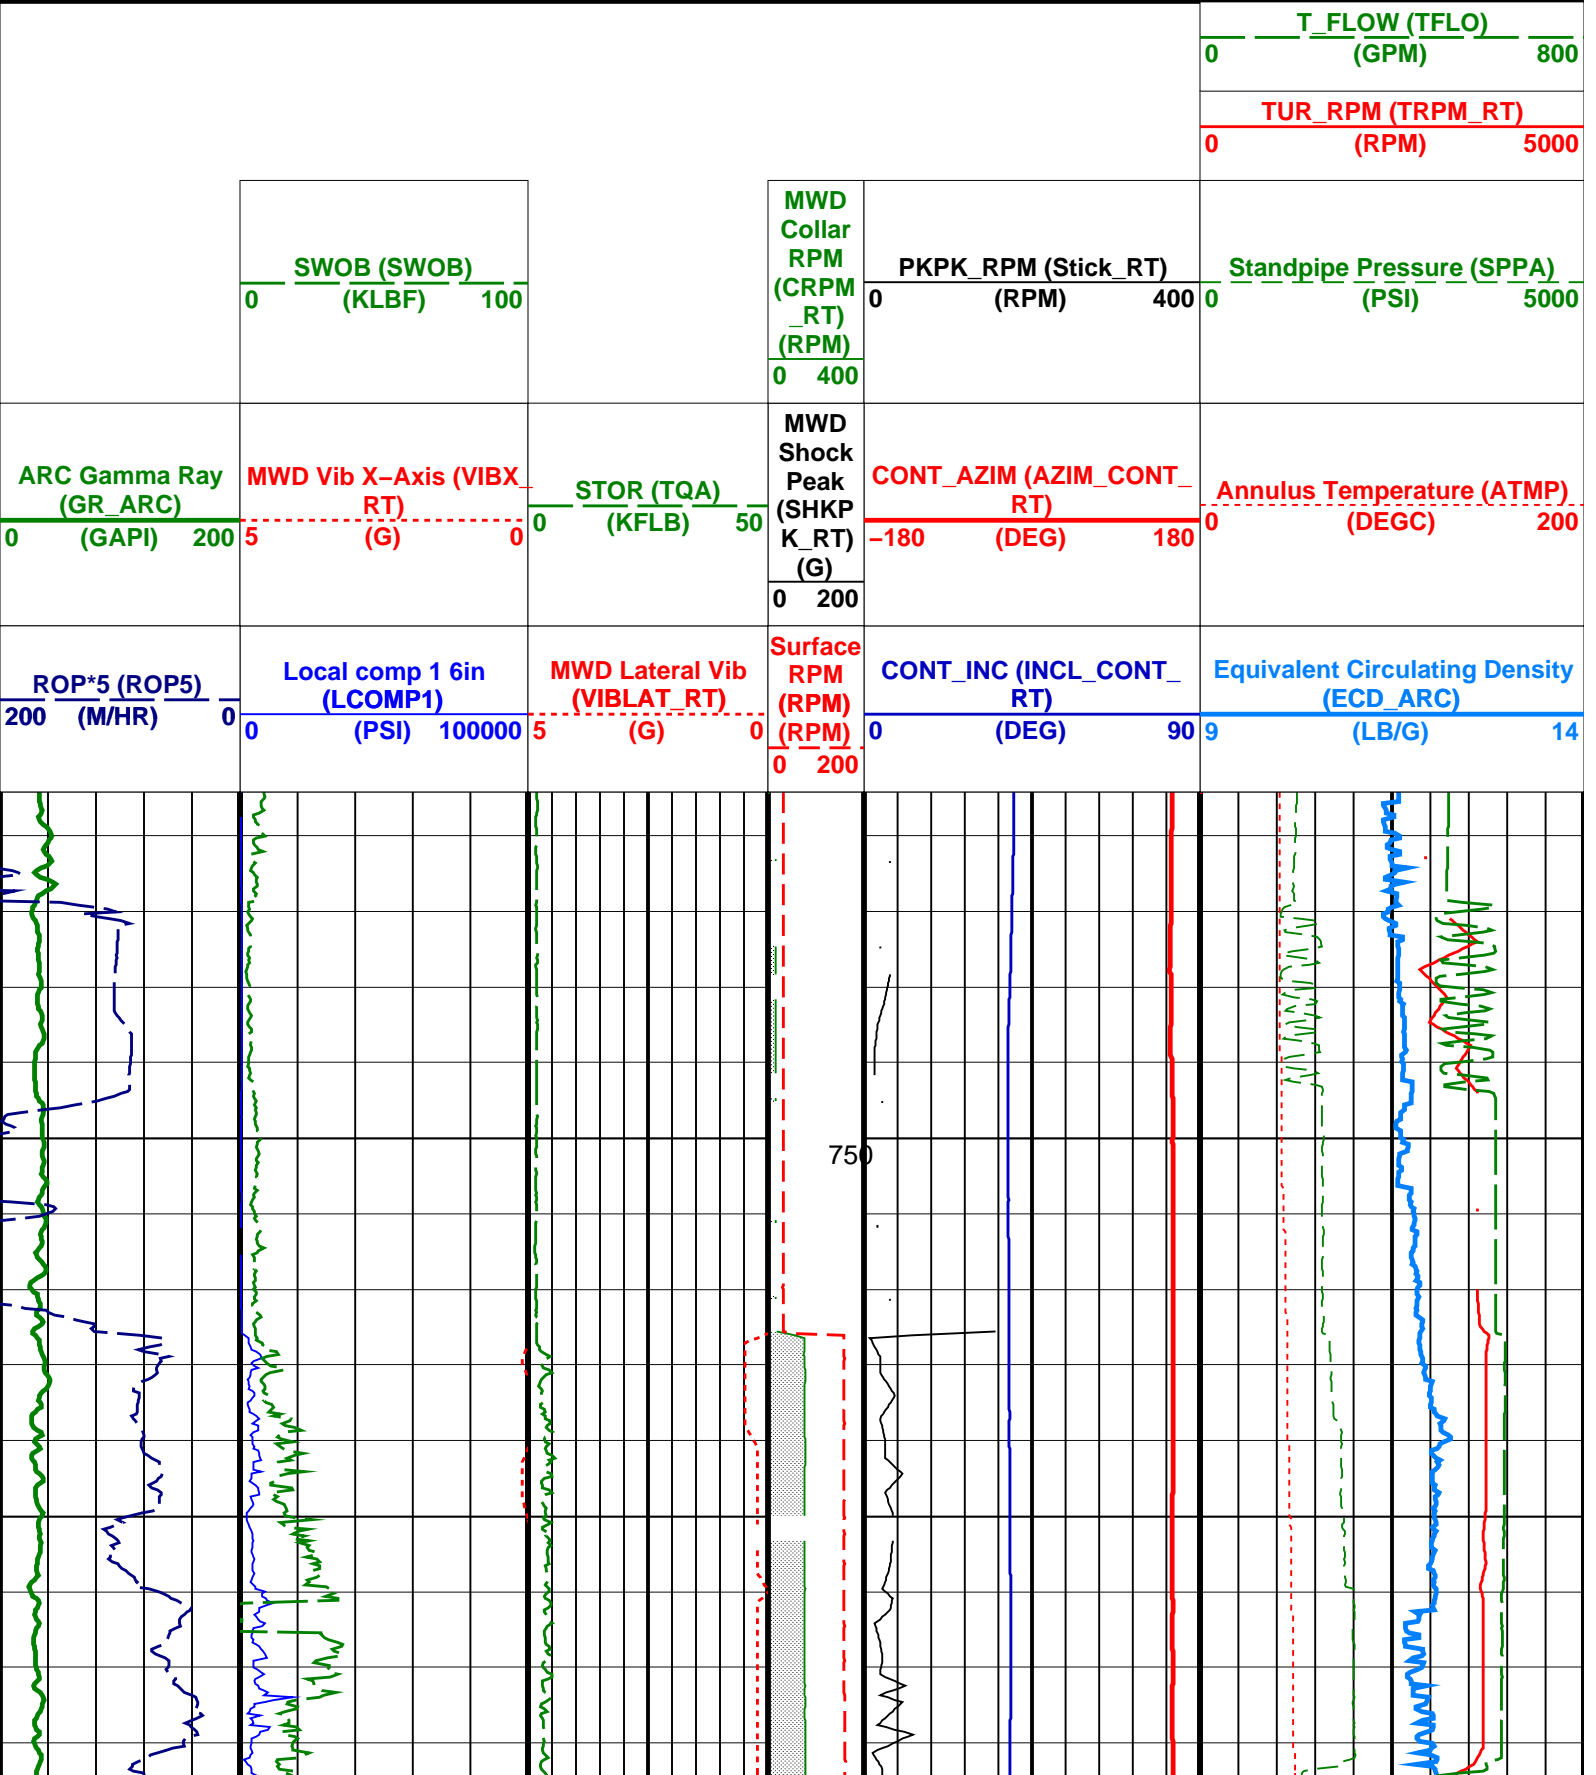 T_FLOW (TFLO)
0 (GPM) 800
TUR_RPM (TRPM_RT)
0 (RPM) 5000
SWOB (SWOB)
0 (KLBF) 100
MWD
Collar
RPM
(CRPM
_RT)
(RPM)
0 400
PKPK_RPM (Stick_RT)
0 (RPM) 400
Standpipe Pressure (SPPA)
0 (PSI) 5000
ARC Gamma Ray
(GR_ARC)
0 (GAPI) 200
MWD Vib X−Axis (VIBX_
RT)
5 (G) 0
STOR (TQA)
0 (KFLB) 50
MWD
Shock
Peak
(SHKP
K_RT)
(G)
0 200
CONT_AZIM (AZIM_CONT_
RT)
−180 (DEG) 180
Annulus Temperature (ATMP)
0 (DEGC) 200
ROP*5 (ROP5)
200 (M/HR) 0
Local comp 1 6in
(LCOMP1)
0 (PSI) 100000
MWD Lateral Vib
(VIBLAT_RT)
5 (G) 0
Surface
RPM
(RPM)
(RPM)
0 200
CONT_INC (INCL_CONT_
RT)
0 (DEG) 90
Equivalent Circulating Density
(ECD_ARC)
9 (LB/G) 14
750